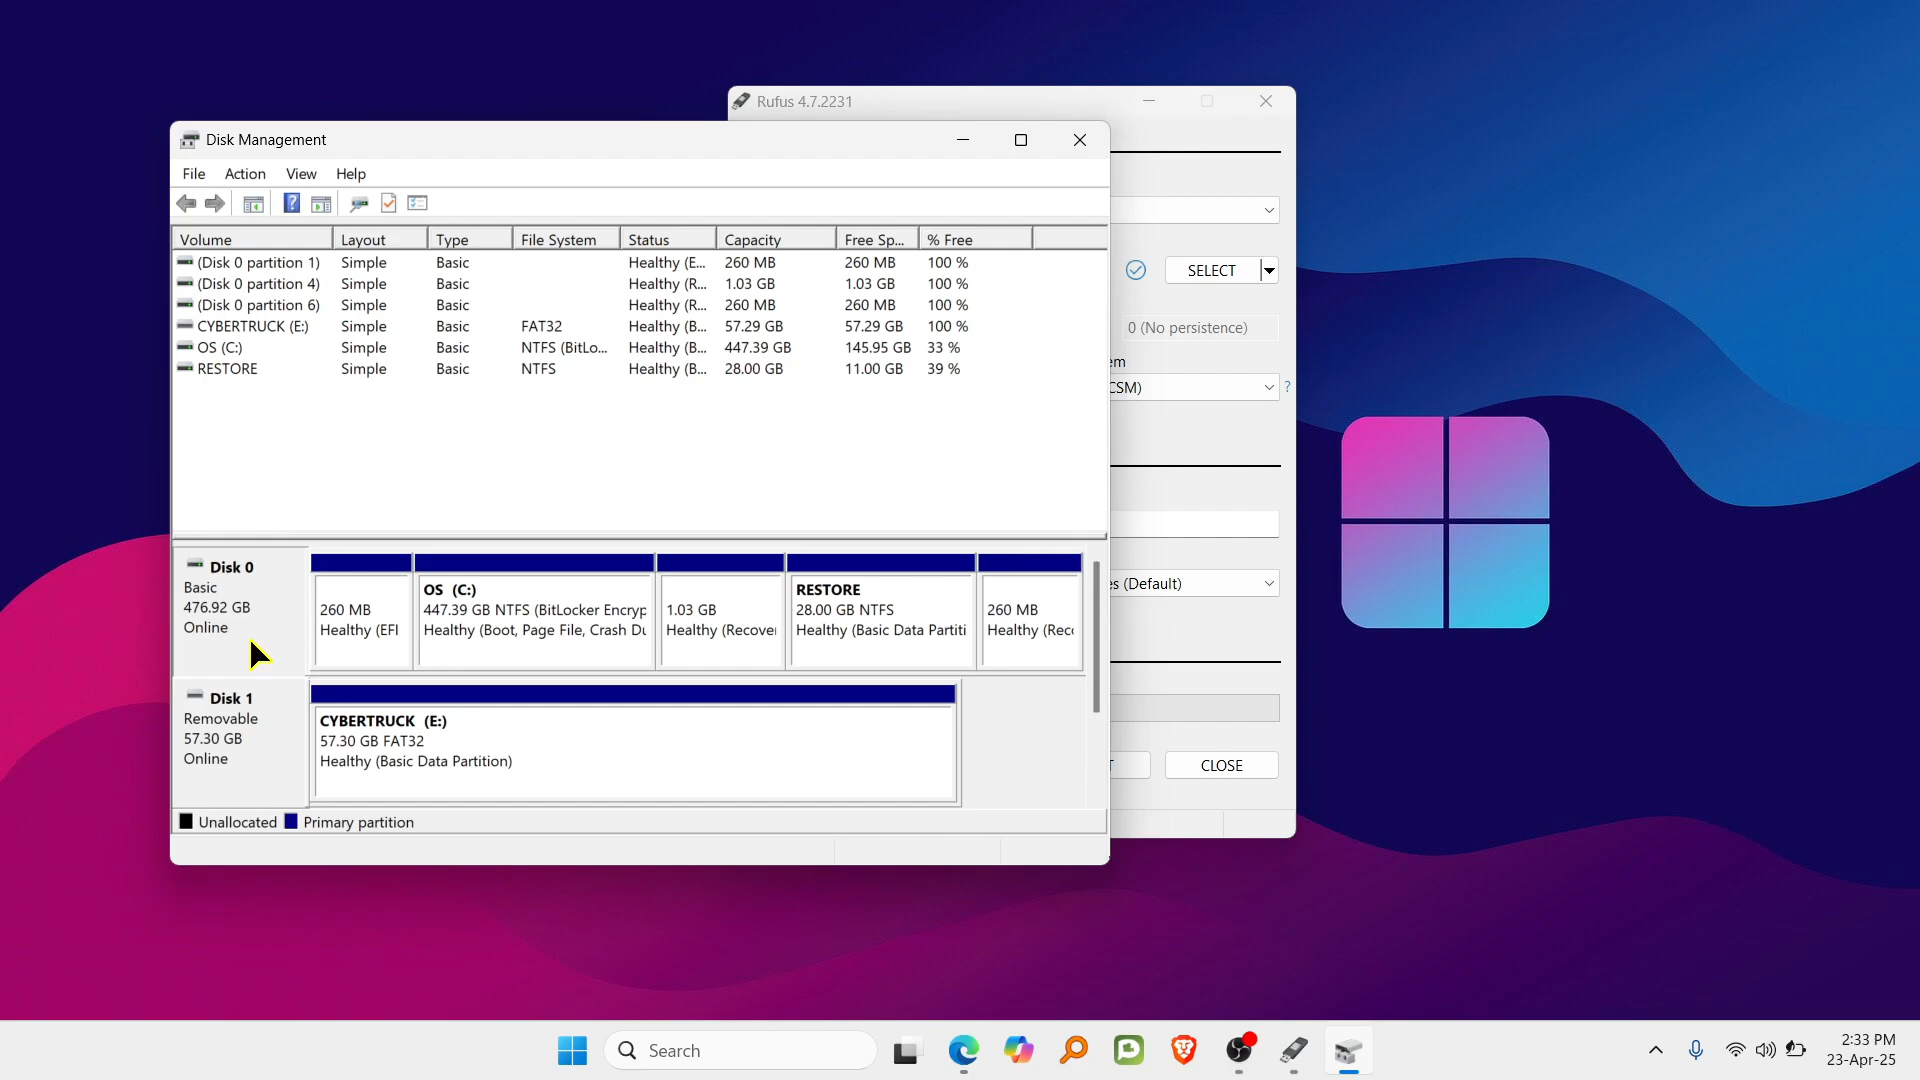 Rufus 4.7.2231
Disk Management
File Action View Help
Volume Layout Type File System Status Capacity Free Sp... % Free
(Disk 0 partition 1) Simple Basic Healthy (E... 260 MB 260 MB 100 %
(Disk 0 partition 4) Simple Basic Healthy (R... 1.03 GB 1.03 GB 100 %
(Disk 0 partition 6) Simple Basic Healthy (R... 260 MB 260 MB 100 %
CYBERTRUCK (E:) Simple Basic FAT32 Healthy (B... 57.29 GB 57.29 GB 100 %
OS (C:) Simple Basic NTFS (BitLo... Healthy (B... 447.39 GB 145.95 GB 33 %
RESTORE Simple Basic NTFS Healthy (B... 28.00 GB 11.00 GB 39 %
Disk 0
Basic
476.92 GB
Online
260 MB
Healthy (EFI
OS (C:)
447.39 GB NTFS (BitLocker Encryp
Healthy (Boot, Page File, Crash Du
1.03 GB
Healthy (Recover
RESTORE
28.00 GB NTFS
Healthy (Basic Data Partiti
260 MB
Healthy (Reco
Disk 1
Removable
57.30 GB
Online
CYBERTRUCK (E:)
57.30 GB FAT32
Healthy (Basic Data Partition)
Unallocated Primary partition
SELECT
0 (No persistence)
em
CSM) ?
es (Default)
T CLOSE
Search
2:33 PM
23-Apr-25